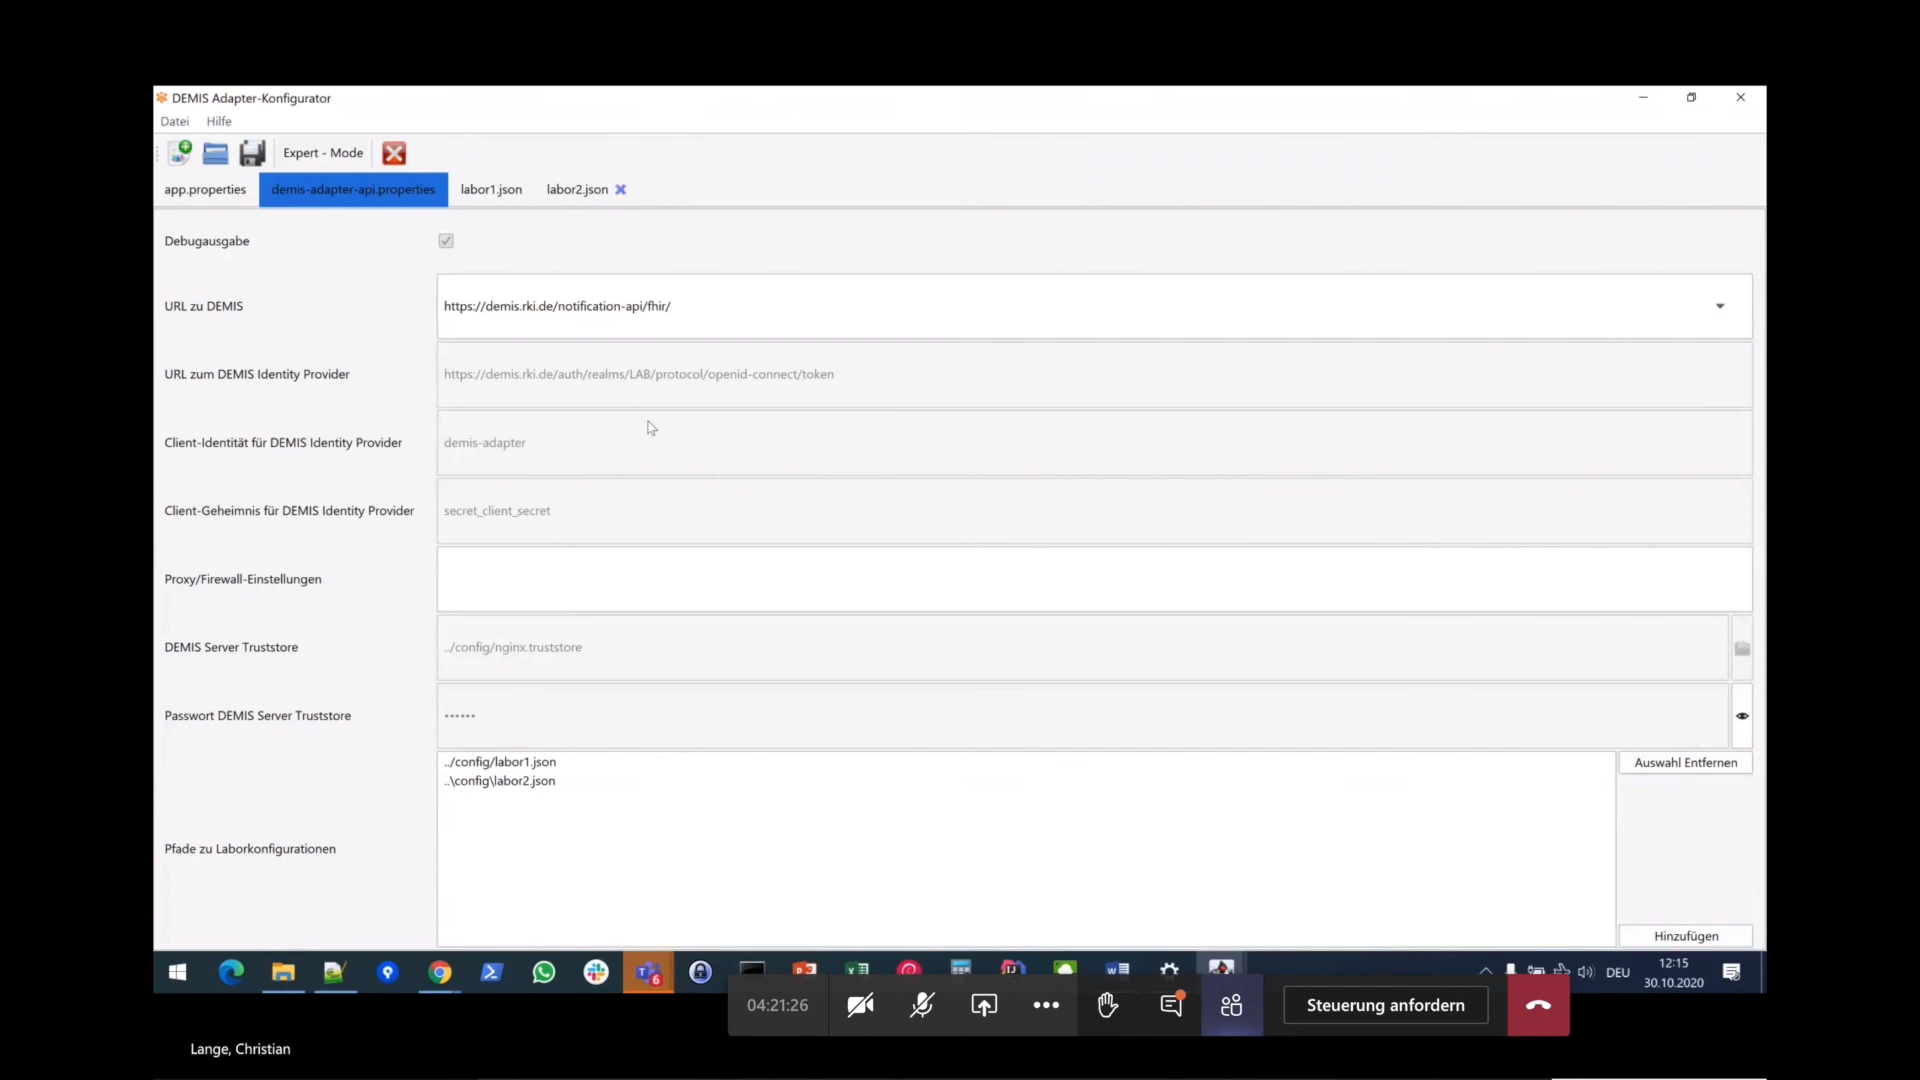 DEMIS Adapter-Konfigurator
Datei Hilfe
Expert - Mode
app.properties demis-adapter-api.properties labor1.json labor2.json
Debugausgabe
URL zu DEMIS https://demis.rki.de/notification-api/fhir/
URL zum DEMIS Identity Provider https://demis.rki.de/auth/realms/LAB/protocol/openid-connect/token
Client-Identität für DEMIS Identity Provider demis-adapter
Client-Geheimnis für DEMIS Identity Provider secret_client_secret
Proxy/Firewall-Einstellungen
DEMIS Server Truststore ../config/nginx.truststore
Passwort DEMIS Server Truststore ••••••
../config/labor1.json Auswahl Entfernen
..\config\labor2.json
Pfade zu Laborkonfigurationen
Hinzufügen
DEU 12:15
30.10.2020
04:21:26 Steuerung anfordern
Lange, Christian